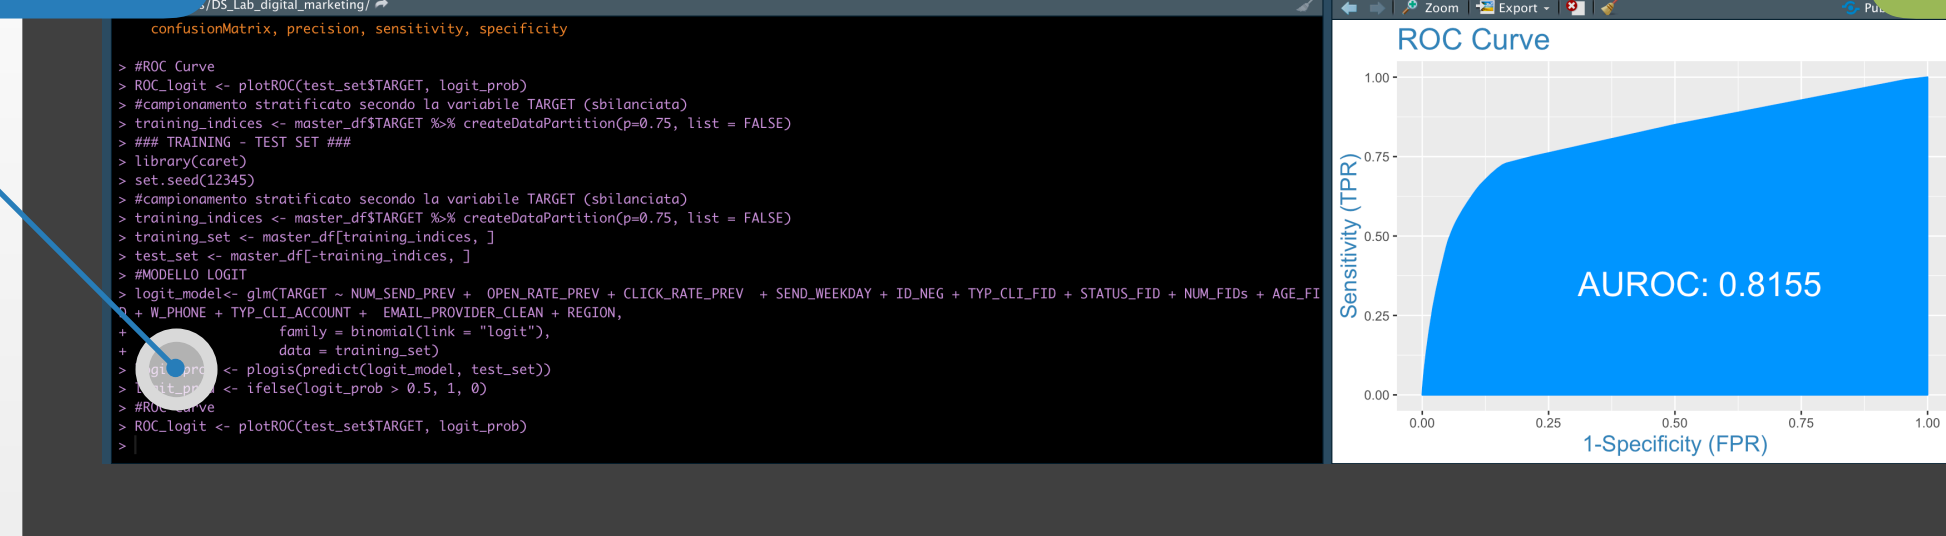 /DS_Lab_digital_marketing/
confusionMatrix, precision, sensitivity, specificity
> #ROC Curve
> ROC_logit <- plotROC(test_set$TARGET, logit_prob)
> #campionamento stratificato secondo la variabile TARGET (sbilanciata)
> training_indices <- master_df$TARGET %>% createDataPartition(p=0.75, list = FALSE)
> ### TRAINING - TEST SET ###
> library(caret)
> set.seed(12345)
> #campionamento stratificato secondo la variabile TARGET (sbilanciata)
> training_indices <- master_df$TARGET %>% createDataPartition(p=0.75, list = FALSE)
> training_set <- master_df[training_indices, ]
> test_set <- master_df[-training_indices, ]
> #MODELLO LOGIT
> logit_model<- glm(TARGET ~ NUM_SEND_PREV +  OPEN_RATE_PREV + CLICK_RATE_PREV  + SEND_WEEKDAY + ID_NEG + TYP_CLI_FID + STATUS_FID + NUM_FIDs + AGE_FI
D + W_PHONE + TYP_CLI_ACCOUNT +  EMAIL_PROVIDER_CLEAN + REGION,
+ family = binomial(link = "logit"),
+ data = training_set)
> <- plogis(predict(logit_model, test_set))
> <- ifelse(logit_prob > 0.5, 1, 0)
> #ROC Curve
> ROC_logit <- plotROC(test_set$TARGET, logit_prob)
>
Zoom Export
ROC Curve
1.00
0.75
0.50
0.25
0.00
Sensitivity (TPR)
AUROC: 0.8155
0.00 0.25 0.50 0.75 1.00
1-Specificity (FPR)